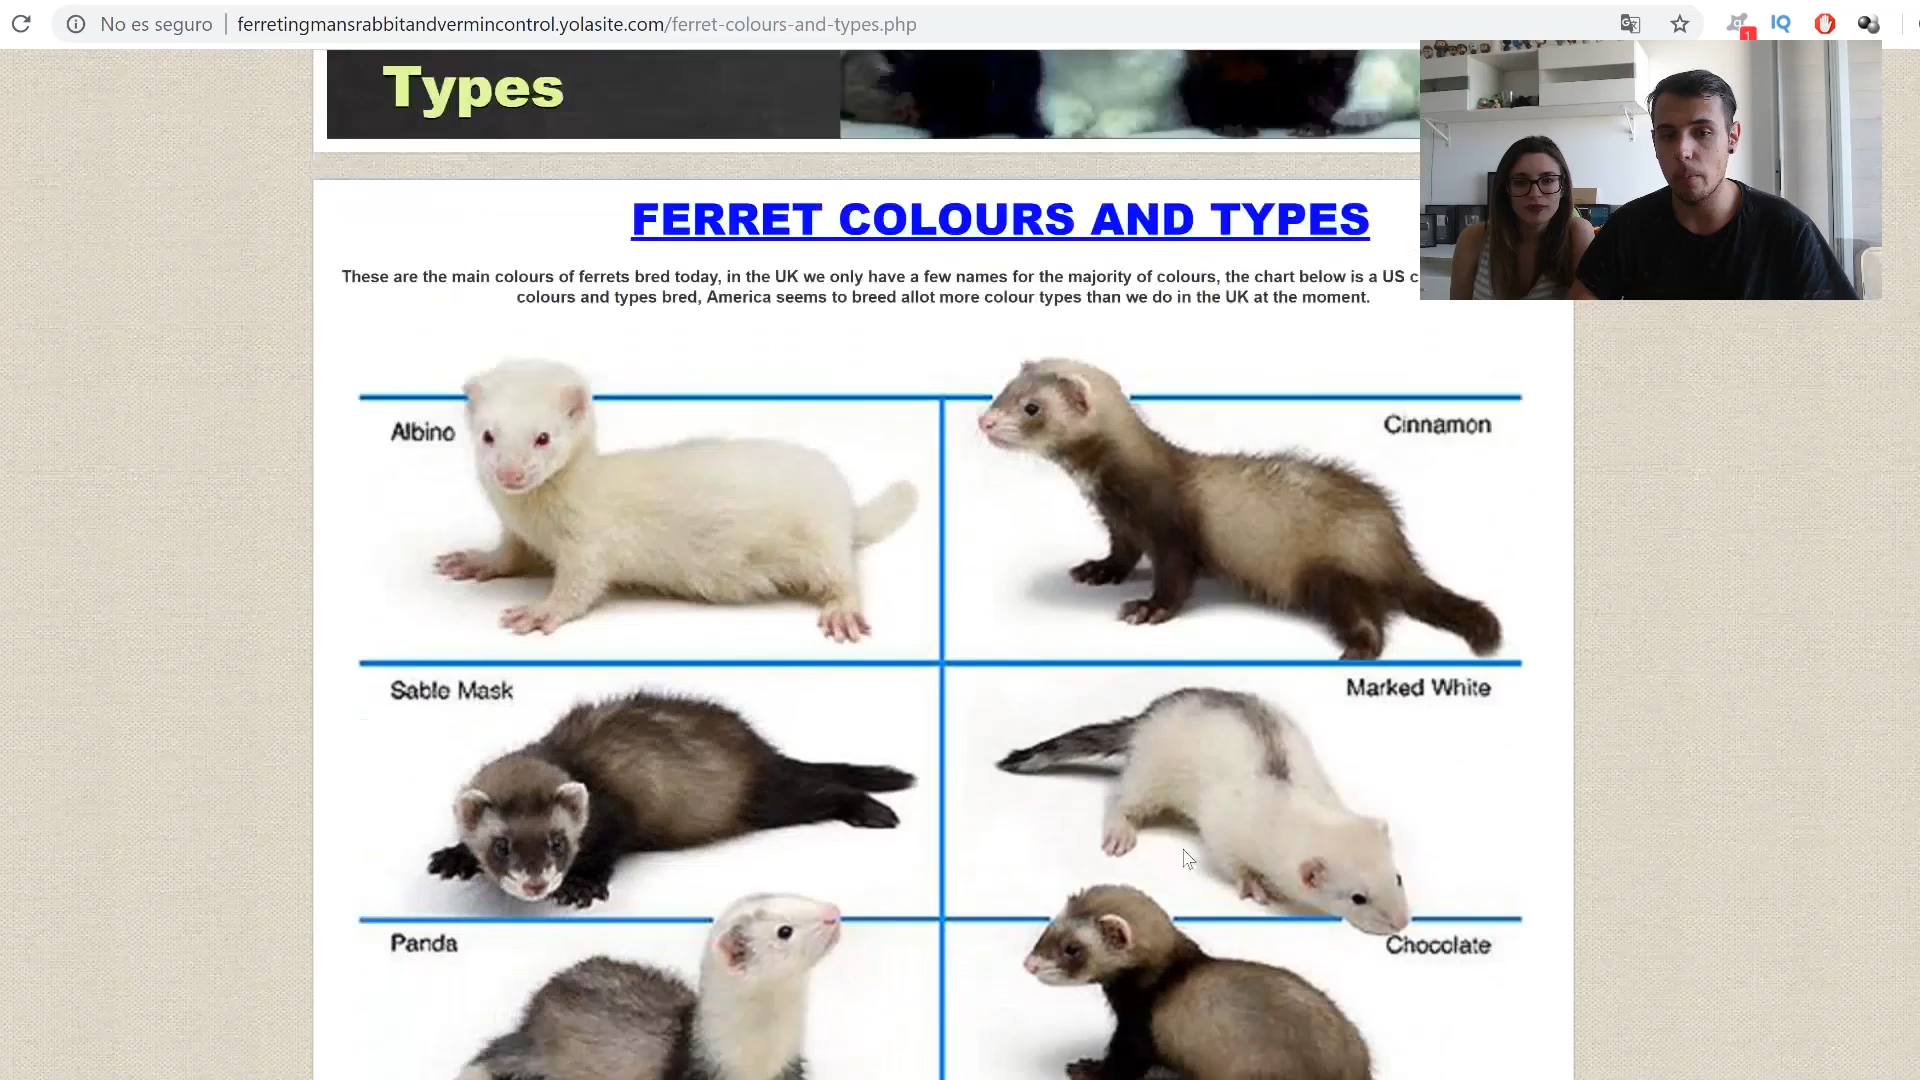 No es seguro
ferretingmansrabbitandvermincontrol.yolasite.com/ferret-colours-and-types.php
1
IQ
Types
FERRET COLOURS AND TYPES
These are the main colours of ferrets bred today, in the UK we only have a few names for the majority of colours, the chart below is a US c
colours and types bred, America seems to breed allot more colour types than we do in the UK at the moment.
Albino
Cinnamon
Sable Mask
Marked White
Panda
Chocolate